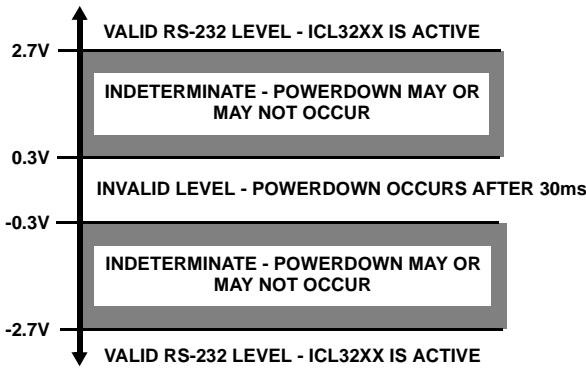 VALID RS-232 LEVEL - ICL32XX IS ACTIVE
2.7V
INDETERMINATE - POWERDOWN MAY OR
MAY NOT OCCUR
0.3V
INVALID LEVEL - POWERDOWN OCCURS AFTER 30ms
-0.3V
INDETERMINATE - POWERDOWN MAY OR
MAY NOT OCCUR
-2.7V
VALID RS-232 LEVEL - ICL32XX IS ACTIVE